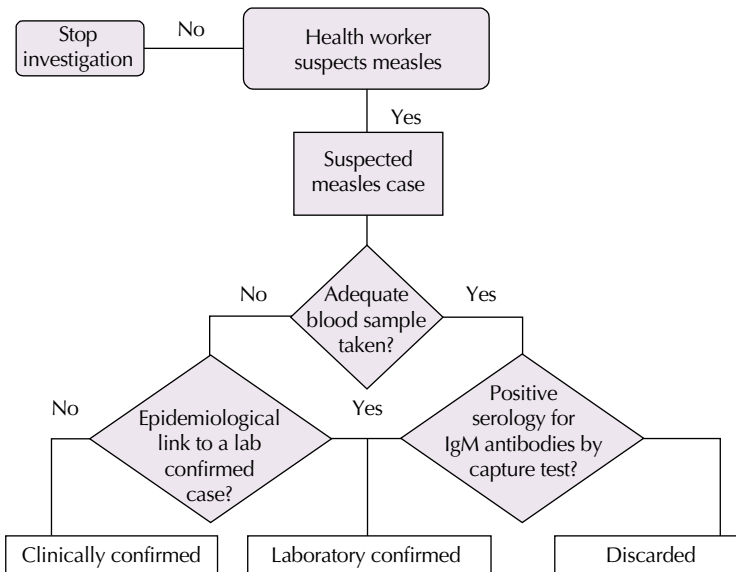 Stop
investigation
No
Health worker
suspects measles
Yes
Suspected
measles case
No
Adequate
blood sample
taken?
Yes
No
Epidemiological
link to a lab
confirmed
case?
Yes
Positive
serology for
IgM antibodies by
capture test?
Clinically confirmed
Laboratory confirmed
Discarded